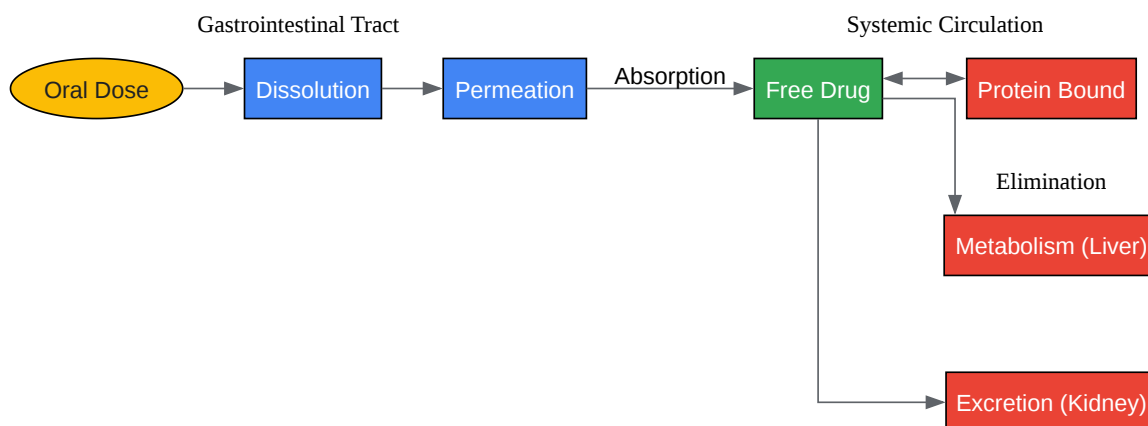 Gastrointestinal Tract
Systemic Circulation
Oral Dose
Dissolution
Permeation
Absorption
Free Drug
Protein Bound
Elimination
Metabolism (Liver)
Excretion (Kidney)